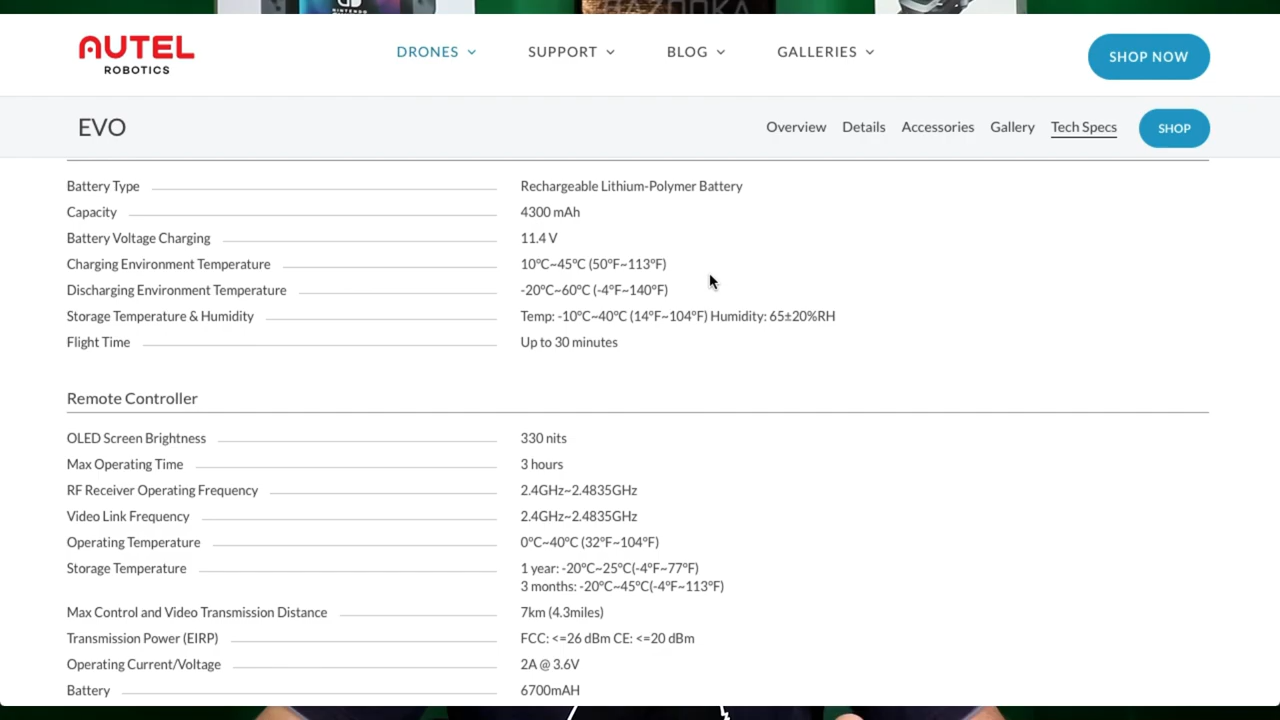 NINTENDO
BAZOOKA
AUTEL
ROBOTICS
DRONES SUPPORT BLOG GALLERIES
SHOP NOW
EVO
Overview Details Accessories Gallery Tech Specs SHOP
Battery Type Rechargeable Lithium-Polymer Battery
Capacity 4300 mAh
Battery Voltage Charging 11.4 V
Charging Environment Temperature 10°C~45°C (50°F~113°F)
Discharging Environment Temperature -20°C~60°C (-4°F~140°F)
Storage Temperature & Humidity Temp: -10°C~40°C (14°F~104°F) Humidity: 65±20%RH
Flight Time Up to 30 minutes
Remote Controller
OLED Screen Brightness 330 nits
Max Operating Time 3 hours
RF Receiver Operating Frequency 2.4GHz~2.4835GHz
Video Link Frequency 2.4GHz~2.4835GHz
Operating Temperature 0°C~40°C (32°F~104°F)
Storage Temperature 1 year: -20°C~25°C(-4°F~77°F)
3 months: -20°C~45°C(-4°F~113°F)
Max Control and Video Transmission Distance 7km (4.3miles)
Transmission Power (EIRP) FCC: <=26 dBm CE: <=20 dBm
Operating Current/Voltage 2A @ 3.6V
Battery 6700mAH